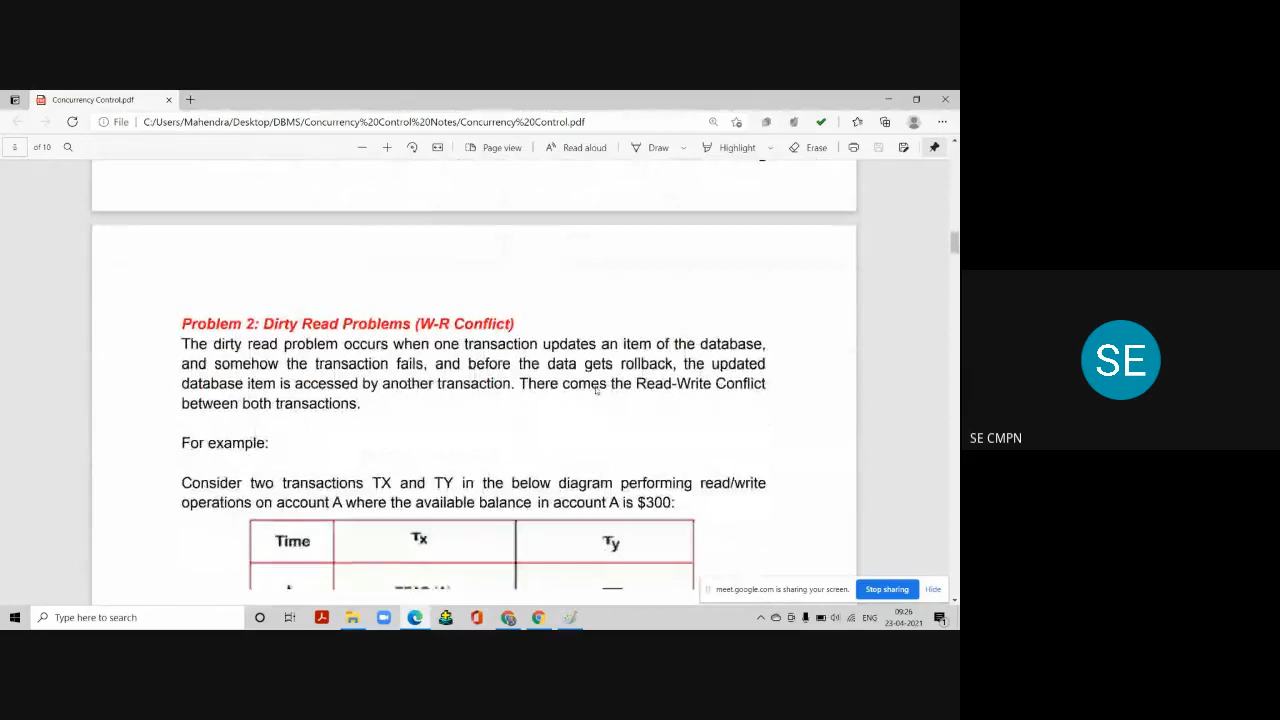 Concurrency Control.pdf
File
C:/Users/Mahendra/Desktop/DBMS/Concurrency%20Control%20Notes/Concurrency%20Control.pdf
of 10
Page view
Read aloud
Draw
Highlight
Erase
Problem 2: Dirty Read Problems (W-R Conflict)
The dirty read problem occurs when one transaction updates an item of the database,
and somehow the transaction fails, and before the data gets rollback, the updated
database item is accessed by another transaction. There comes the Read-Write Conflict
between both transactions.
For example:
Consider two transactions TX and TY in the below diagram performing read/write
operations on account A where the available balance in account A is $300:
Time Tx Ty
meet.google.com is sharing your screen.
Stop sharing
Hide
Type here to search
ENG
09:26
23-04-2021
SE
SE CMPN